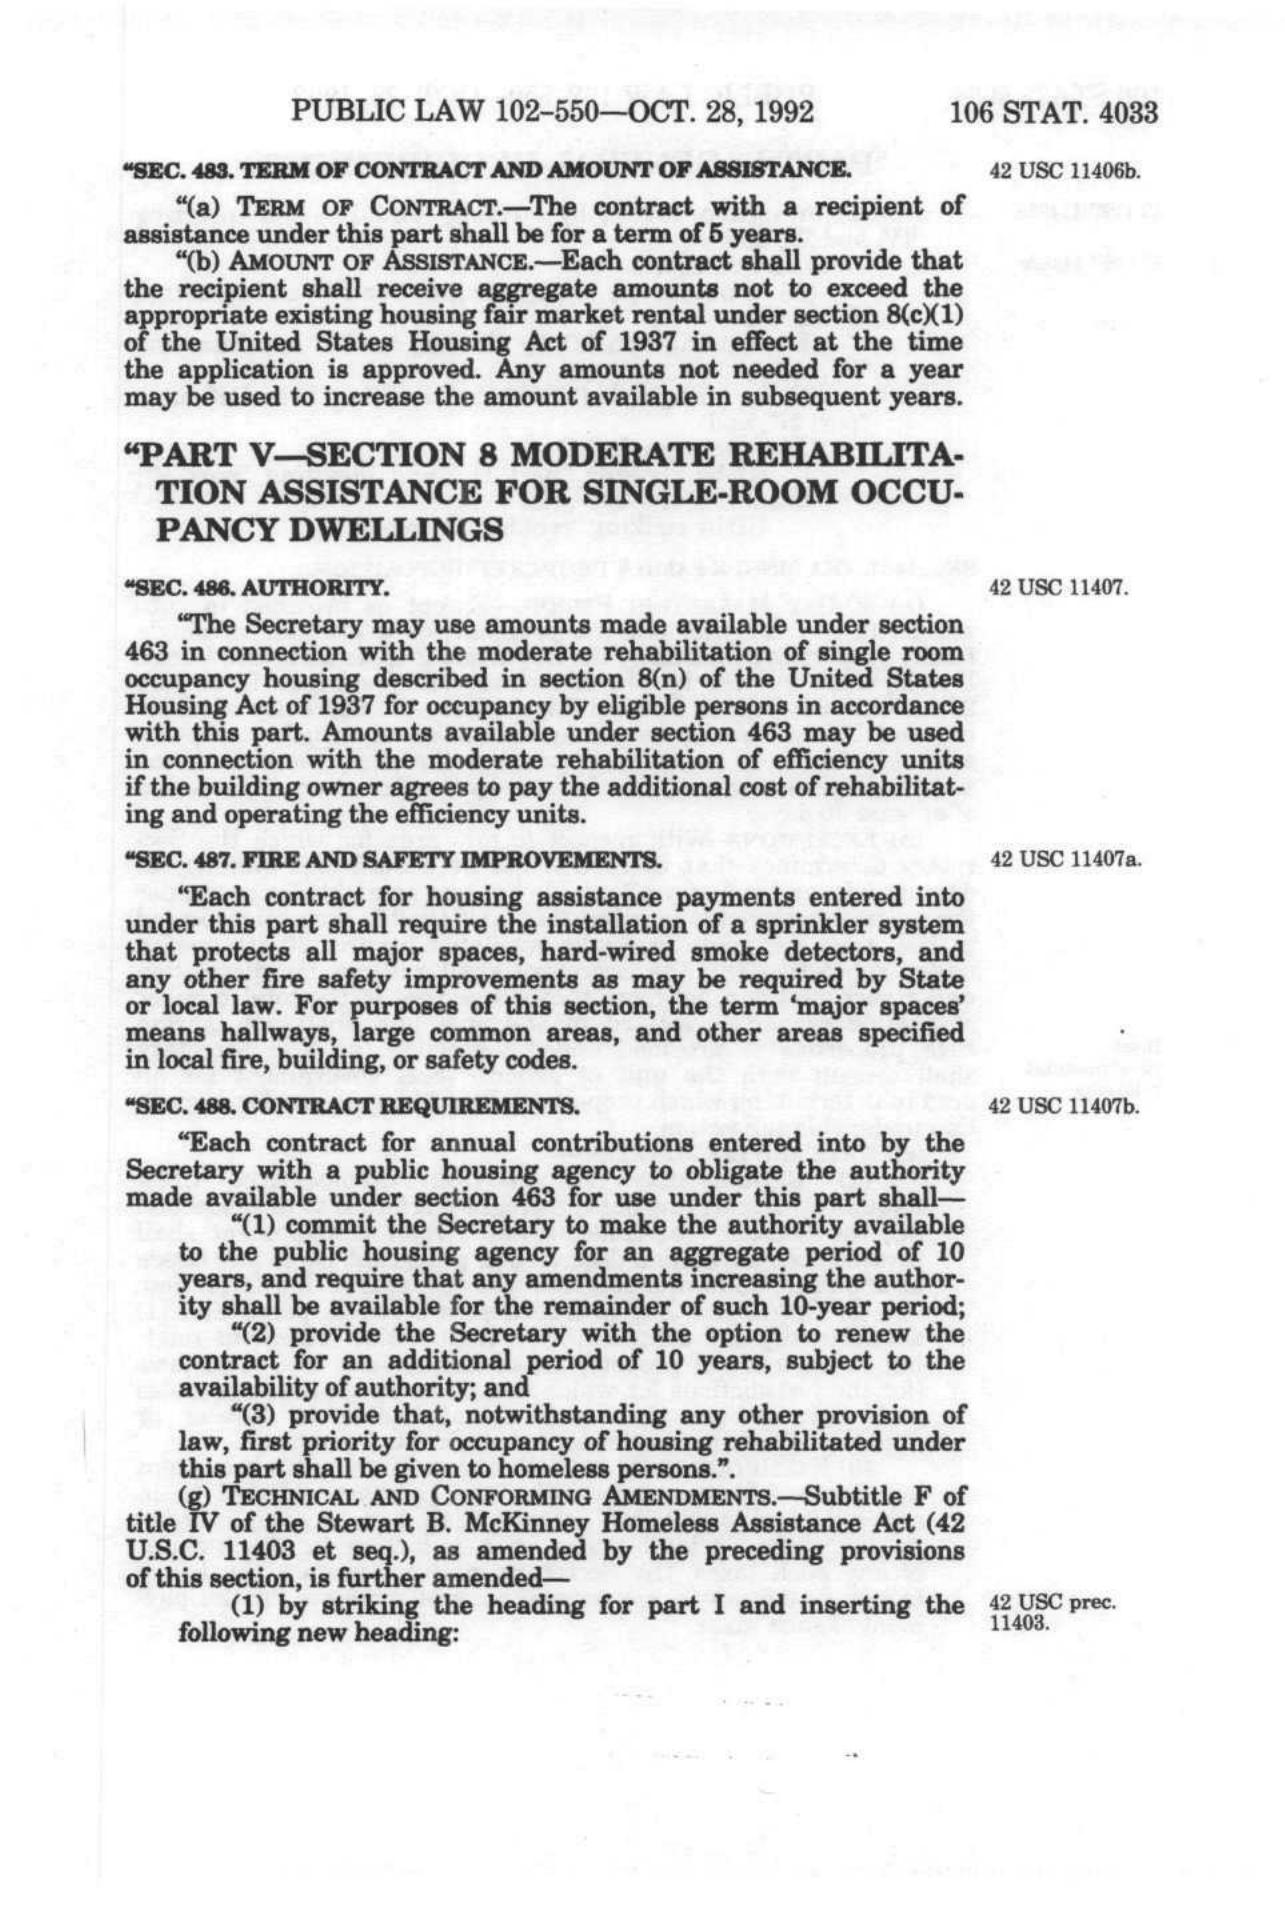 PUBLIC LAW 102–550—OCT. 28, 1992 106 STAT. 4033
“SEC. 483. TERM OF CONTRACT AND AMOUNT OF ASSISTANCE. 42 USC 11406b.
“(a) TERM OF CONTRACT.—The contract with a recipient of
assistance under this part shall be for a term of 5 years.
“(b) AMOUNT OF ASSISTANCE.—Each contract shall provide that
the recipient shall receive aggregate amounts not to exceed the
appropriate existing housing fair market rental under section 8(c)(1)
of the United States Housing Act of 1937 in effect at the time
the application is approved. Any amounts not needed for a year
may be used to increase the amount available in subsequent years.
“PART V—SECTION 8 MODERATE REHABILITA-
TION ASSISTANCE FOR SINGLE-ROOM OCCU-
PANCY DWELLINGS
“SEC. 486. AUTHORITY. 42 USC 11407.
“The Secretary may use amounts made available under section
463 in connection with the moderate rehabilitation of single room
occupancy housing described in section 8(n) of the United States
Housing Act of 1937 for occupancy by eligible persons in accordance
with this part. Amounts available under section 463 may be used
in connection with the moderate rehabilitation of efficiency units
if the building owner agrees to pay the additional cost of rehabilitat-
ing and operating the efficiency units.
“SEC. 487. FIRE AND SAFETY IMPROVEMENTS. 42 USC 11407a.
“Each contract for housing assistance payments entered into
under this part shall require the installation of a sprinkler system
that protects all major spaces, hard-wired smoke detectors, and
any other fire safety improvements as may be required by State
or local law. For purposes of this section, the term ‘major spaces’
means hallways, large common areas, and other areas specified
in local fire, building, or safety codes.
“SEC. 488. CONTRACT REQUIREMENTS. 42 USC 11407b.
“Each contract for annual contributions entered into by the
Secretary with a public housing agency to obligate the authority
made available under section 463 for use under this part shall—
“(1) commit the Secretary to make the authority available
to the public housing agency for an aggregate period of 10
years, and require that any amendments increasing the author-
ity shall be available for the remainder of such 10-year period;
“(2) provide the Secretary with the option to renew the
contract for an additional period of 10 years, subject to the
availability of authority; and
“(3) provide that, notwithstanding any other provision of
law, first priority for occupancy of housing rehabilitated under
this part shall be given to homeless persons.”.
(g) TECHNICAL AND CONFORMING AMENDMENTS.—Subtitle F of
title IV of the Stewart B. McKinney Homeless Assistance Act (42
U.S.C. 11403 et seq.), as amended by the preceding provisions
of this section, is further amended—
(1) by striking the heading for part I and inserting the 42 USC prec.
following new heading: 11403.